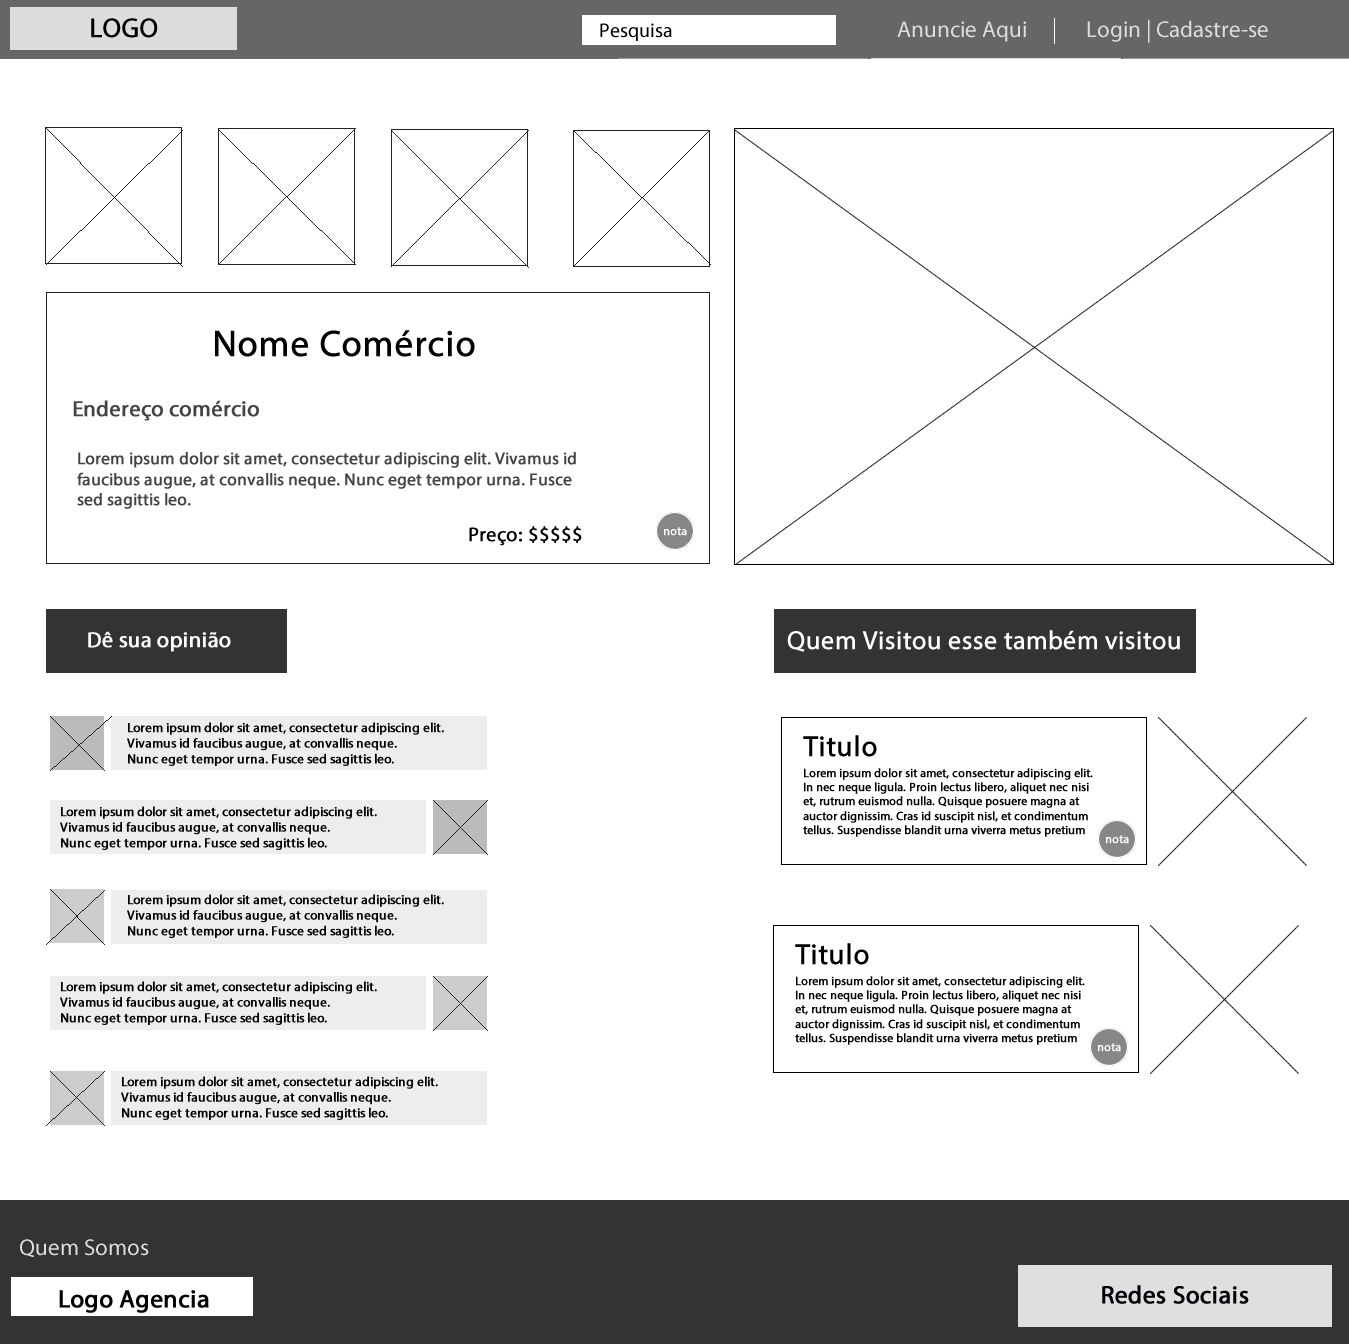 LOGO
Pesquisa
Anuncie Aqui
Login | Cadastre-se
Nome Comércio
Endereço comércio
Lorem ipsum dolor sit amet, consectetur adipiscing elit. Vivamus id
faucibus augue, at convallis neque. Nunc eget tempor urna. Fusce
sed sagittis leo.
Preço: $$$$$
nota
Dê sua opinião
Lorem ipsum dolor sit amet, consectetur adipiscing elit.
Vivamus id faucibus augue, at convallis neque.
Nunc eget tempor urna. Fusce sed sagittis leo.
Lorem ipsum dolor sit amet, consectetur adipiscing elit.
Vivamus id faucibus augue, at convallis neque.
Nunc eget tempor urna. Fusce sed sagittis leo.
Lorem ipsum dolor sit amet, consectetur adipiscing elit.
Vivamus id faucibus augue, at convallis neque.
Nunc eget tempor urna. Fusce sed sagittis leo.
Lorem ipsum dolor sit amet, consectetur adipiscing elit.
Vivamus id faucibus augue, at convallis neque.
Nunc eget tempor urna. Fusce sed sagittis leo.
Lorem ipsum dolor sit amet, consectetur adipiscing elit.
Vivamus id faucibus augue, at convallis neque.
Nunc eget tempor urna. Fusce sed sagittis leo.
Quem Visitou esse também visitou
Titulo
Lorem ipsum dolor sit amet, consectetur adipiscing elit.
In nec neque ligula. Proin lectus libero, aliquet nec nisi
et, rutrum euismod nulla. Quisque posuere magna at
auctor dignissim. Cras id suscipit nisl, et condimentum
tellus. Suspendisse blandit urna viverra metus pretium
nota
Titulo
Lorem ipsum dolor sit amet, consectetur adipiscing elit.
In nec neque ligula. Proin lectus libero, aliquet nec nisi
et, rutrum euismod nulla. Quisque posuere magna at
auctor dignissim. Cras id suscipit nisl, et condimentum
tellus. Suspendisse blandit urna viverra metus pretium
nota
Quem Somos
Logo Agencia
Redes Sociais